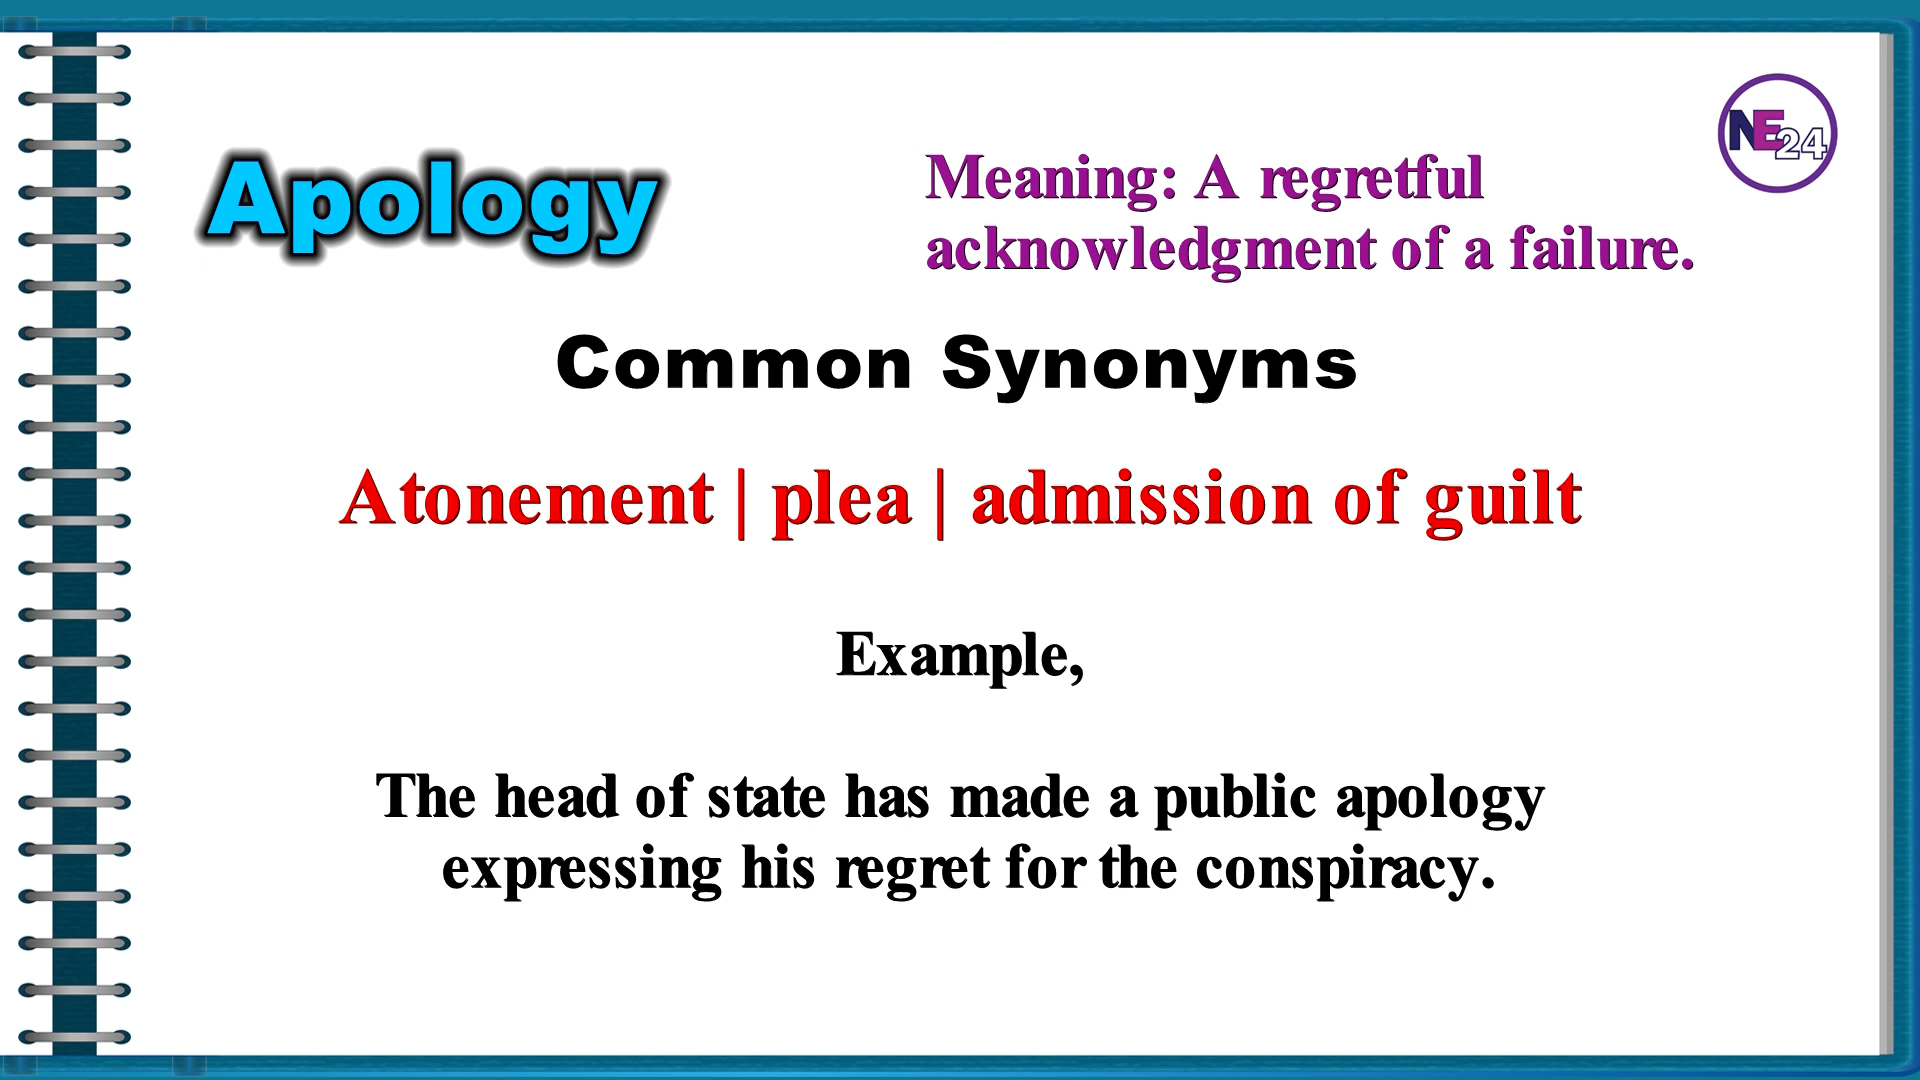 Apology
Meaning: A regretful
acknowledgment of a failure.
NE24
Common Synonyms
Atonement | plea | admission of guilt
Example,
The head of state has made a public apology
expressing his regret for the conspiracy.